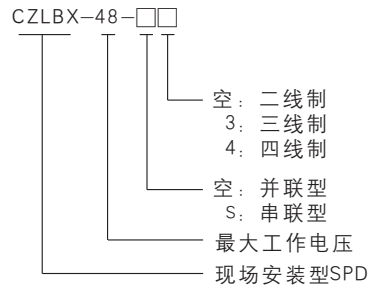 CZLBX-48-□□
空：二线制
3：三线制
4：四线制
空：并联型
S：串联型
最大工作电压
现场安装型SPD